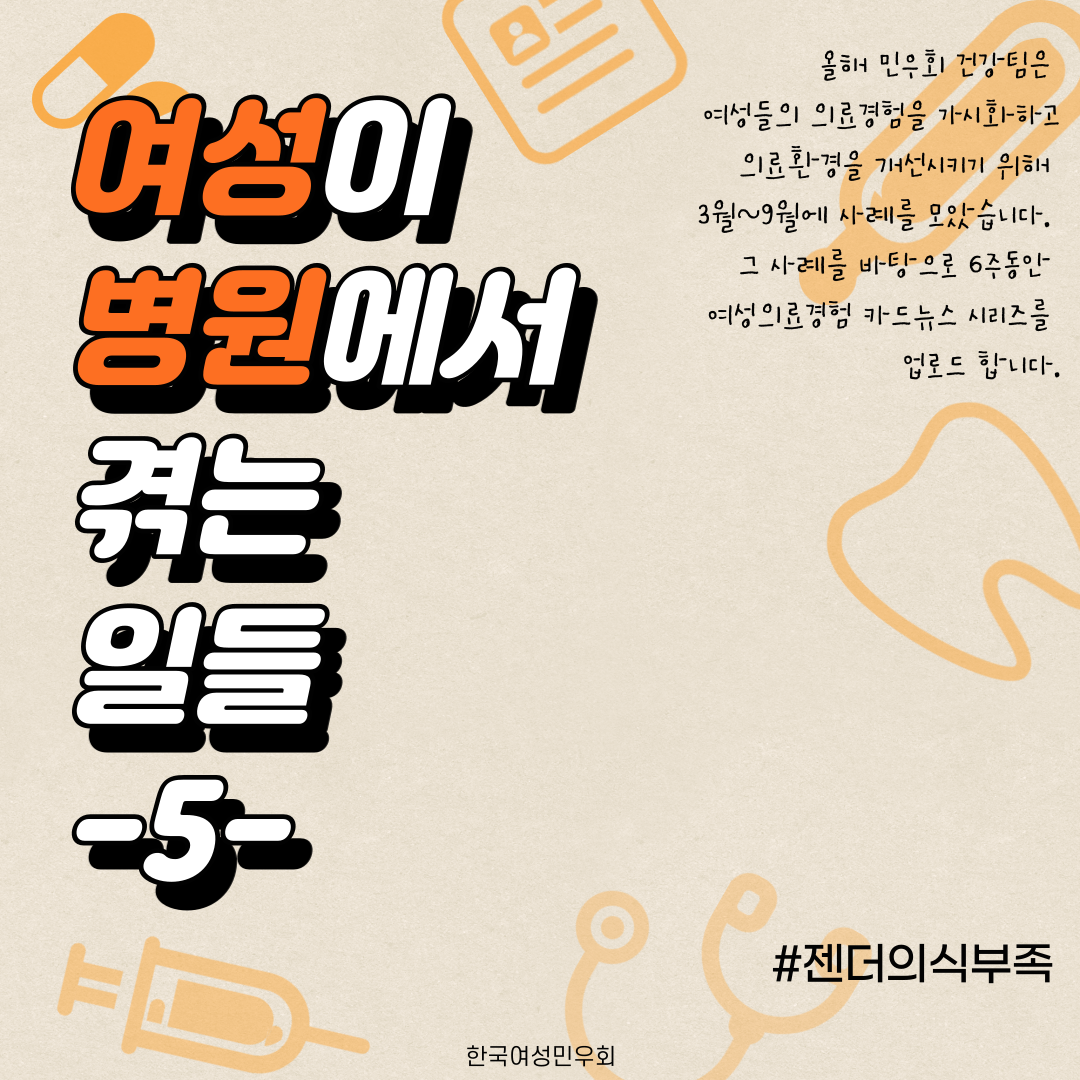 여성이
병원에서
겪는
일들
-5-
올해 민우회 건강팀은
여성들의 의료경험을 가시화하고
의료환경을 개선시키기 위해
3월~9월에 사례를 모았습니다.
그 사례를 바탕으로 6주동안
여성의료경험 카드뉴스 시리즈를
업로드 합니다.
#젠더의식부족
한국여성민우회